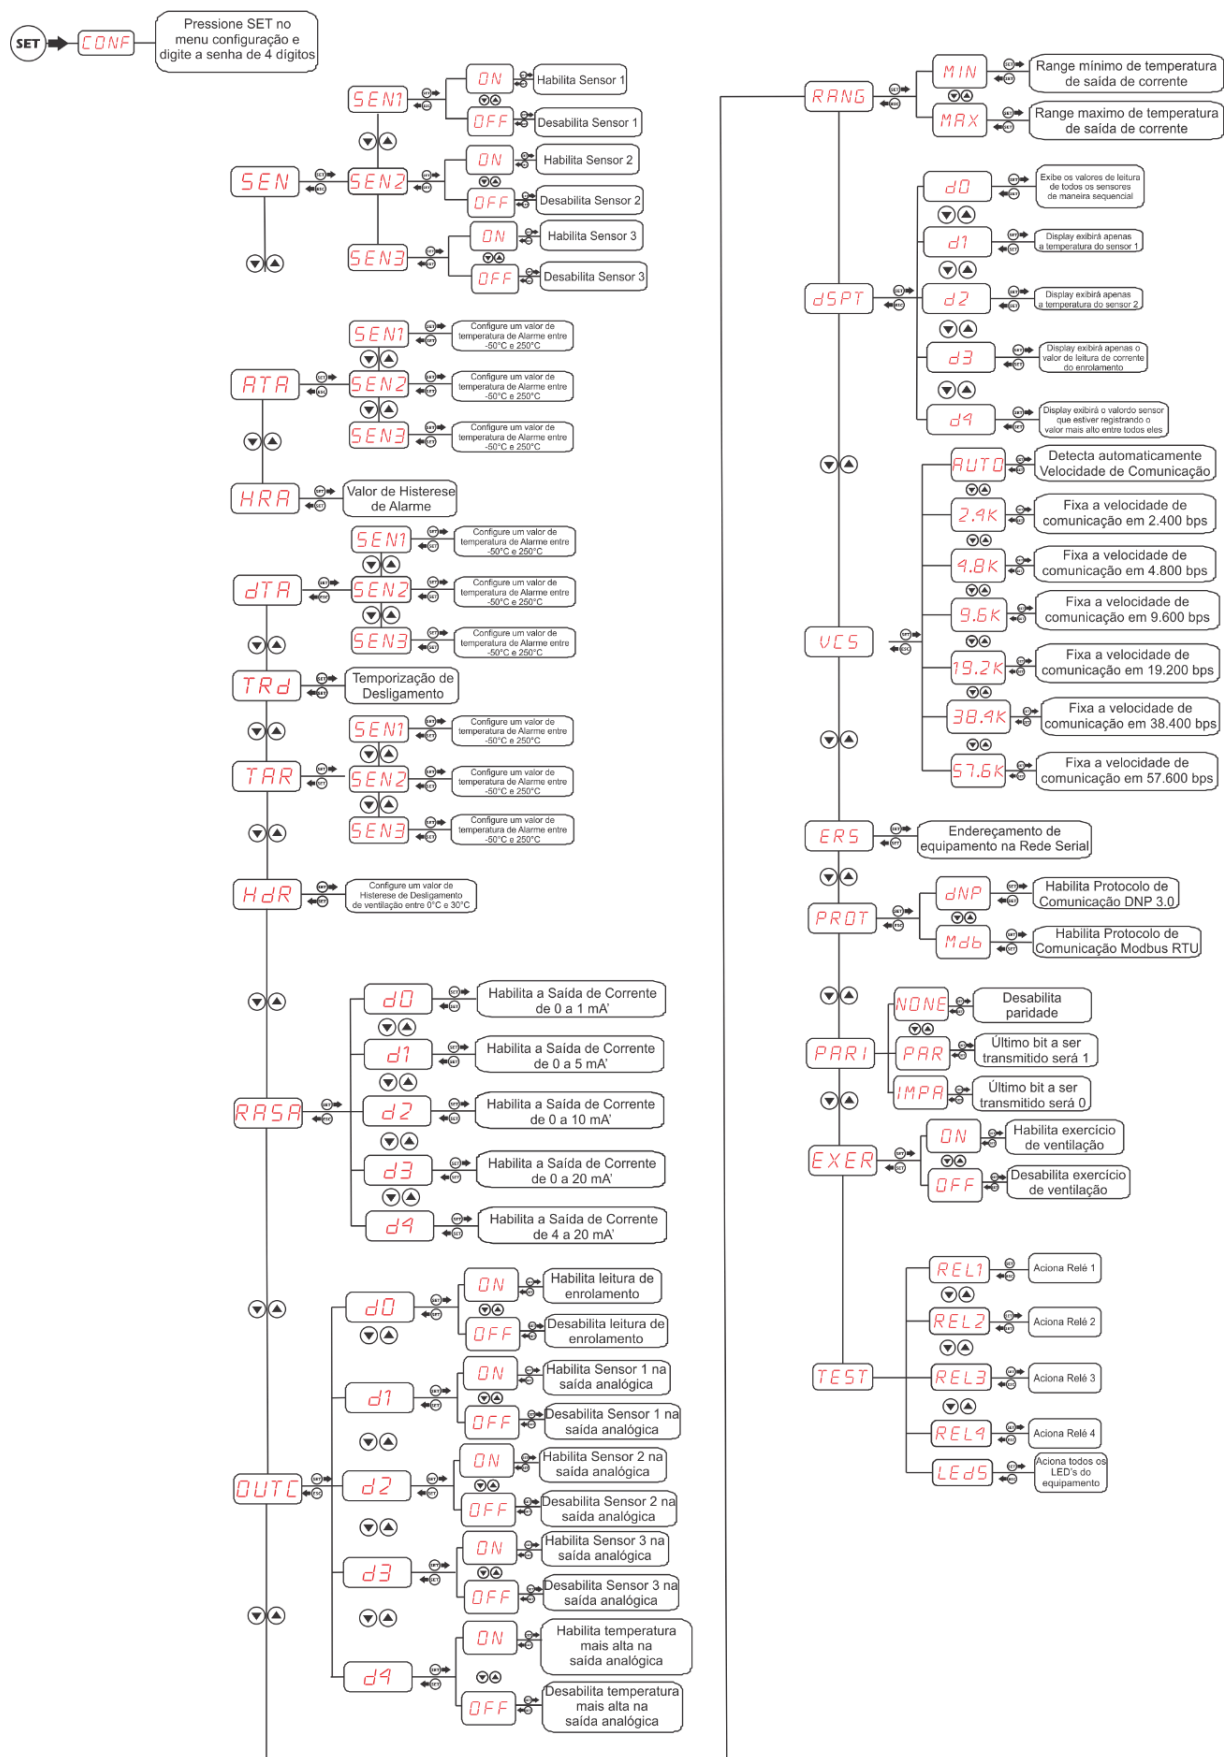 SET
CONF
Pressione SET no
menu configuração e
digite a senha de 4 dígitos
SEN
SEN1
ON
Habilita Sensor 1
OFF
Desabilita Sensor 1
SEN2
ON
Habilita Sensor 2
OFF
Desabilita Sensor 2
SEN3
ON
Habilita Sensor 3
OFF
Desabilita Sensor 3
ATA
SEN1
Configure um valor de
temperatura de Alarme entre
-50°C e 250°C
SEN2
Configure um valor de
temperatura de Alarme entre
-50°C e 250°C
SEN3
Configure um valor de
temperatura de Alarme entre
-50°C e 250°C
HRA
Valor de Histerese
de Alarme
dTA
SEN1
Configure um valor de
temperatura de Alarme entre
-50°C e 250°C
SEN2
Configure um valor de
temperatura de Alarme entre
-50°C e 250°C
SEN3
Configure um valor de
temperatura de Alarme entre
-50°C e 250°C
TRd
Temporização de
Desligamento
TAR
SEN1
Configure um valor de
temperatura de Alarme entre
-50°C e 250°C
SEN2
Configure um valor de
temperatura de Alarme entre
-50°C e 250°C
SEN3
Configure um valor de
temperatura de Alarme entre
-50°C e 250°C
HdR
Configure um valor de
Histerese de Desligamento
de ventilação entre 0°C e 30°C
RASA
d0
Habilita a Saída de Corrente
de 0 a 1 mA'
d1
Habilita a Saída de Corrente
de 0 a 5 mA'
d2
Habilita a Saída de Corrente
de 0 a 10 mA'
d3
Habilita a Saída de Corrente
de 0 a 20 mA'
d4
Habilita a Saída de Corrente
de 4 a 20 mA'
OUTC
d0
ON
Habilita leitura de
enrolamento
OFF
Desabilita leitura de
enrolamento
d1
ON
Habilita Sensor 1 na
saída analógica
OFF
Desabilita Sensor 1 na
saída analógica
d2
ON
Habilita Sensor 2 na
saída analógica
OFF
Desabilita Sensor 2 na
saída analógica
d3
ON
Habilita Sensor 3 na
saída analógica
OFF
Desabilita Sensor 3 na
saída analógica
d4
ON
Habilita temperatura
mais alta na
saída analógica
OFF
Desabilita temperatura
mais alta na
saída analógica
RANG
MIN
Range mínimo de temperatura
de saída de corrente
MAX
Range maximo de temperatura
de saída de corrente
dSPT
d0
Exibe os valores de leitura
de todos os sensores
de maneira sequencial
d1
Display exibirá apenas
a temperatura do sensor 1
d2
Display exibirá apenas
a temperatura do sensor 2
d3
Display exibirá apenas o
valor de leitura de corrente
do enrolamento
d4
Display exibirá o valordo sensor
que estiver registrando o
valor mais alto entre todos eles
VCS
AUTO
Detecta automaticamente
Velocidade de Comunicação
2.4K
Fixa a velocidade de
comunicação em 2.400 bps
4.8K
Fixa a velocidade de
comunicação em 4.800 bps
9.6K
Fixa a velocidade de
comunicação em 9.600 bps
19.2K
Fixa a velocidade de
comunicação em 19.200 bps
38.4K
Fixa a velocidade de
comunicação em 38.400 bps
57.6K
Fixa a velocidade de
comunicação em 57.600 bps
ERS
Endereçamento de
equipamento na Rede Serial
PROT
dNP
Habilita Protocolo de
Comunicação DNP 3.0
Mdb
Habilita Protocolo de
Comunicação Modbus RTU
PARI
NONE
Desabilita
paridade
PAR
Último bit a ser
transmitido será 1
IMPA
Último bit a ser
transmitido será 0
EXER
ON
Habilita exercício
de ventilação
OFF
Desabilita exercício
de ventilação
TEST
REL1
Aciona Relé 1
REL2
Aciona Relé 2
REL3
Aciona Relé 3
REL4
Aciona Relé 4
LEdS
Aciona todos os
LED's do
equipamento